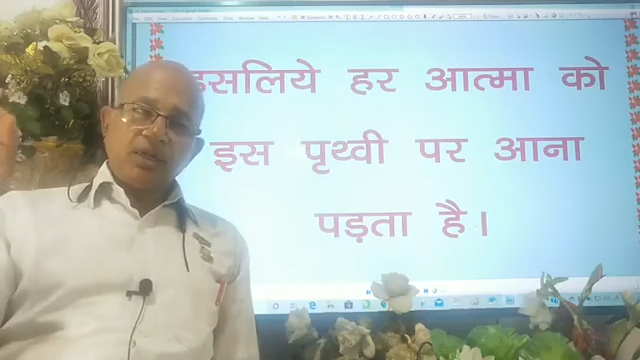 इसलिये हर आत्मा को
इस पृथ्वी पर आना
पड़ता है।